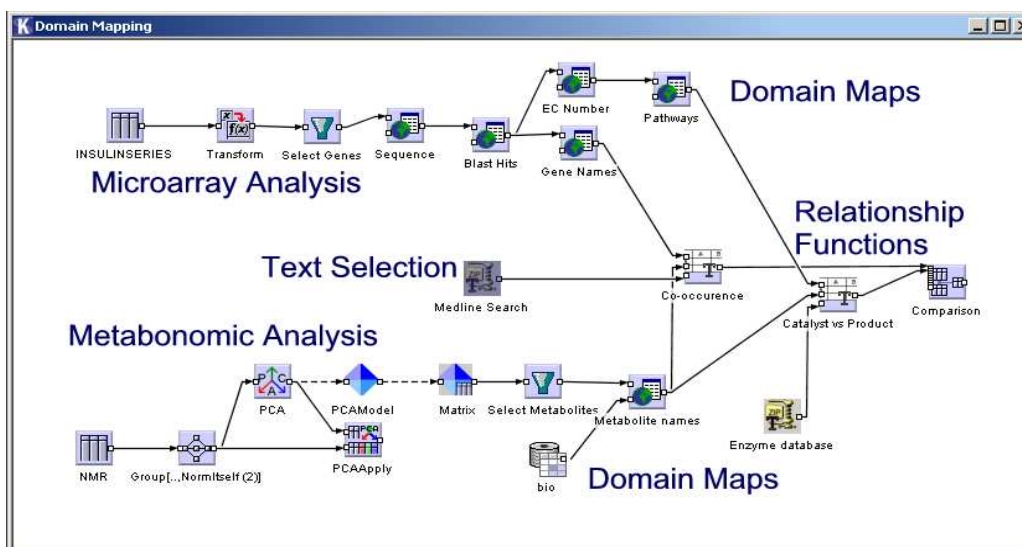 Domain Mapping
EC Number
Pathways
Domain Maps
INSULINSERIES
Transform
Select Genes
Sequence
Blast Hits
Gene Names
Microarray Analysis
Relationship
Functions
Text Selection
Medline Search
Co-occurence
Catalyst vs Product
Comparison
Metabonomic Analysis
PCA
PCAModel
Matrix
Select Metabolites
Metabolite names
Enzyme database
NMR
Group[..,NormItself (2)]
PCAApply
bio
Domain Maps